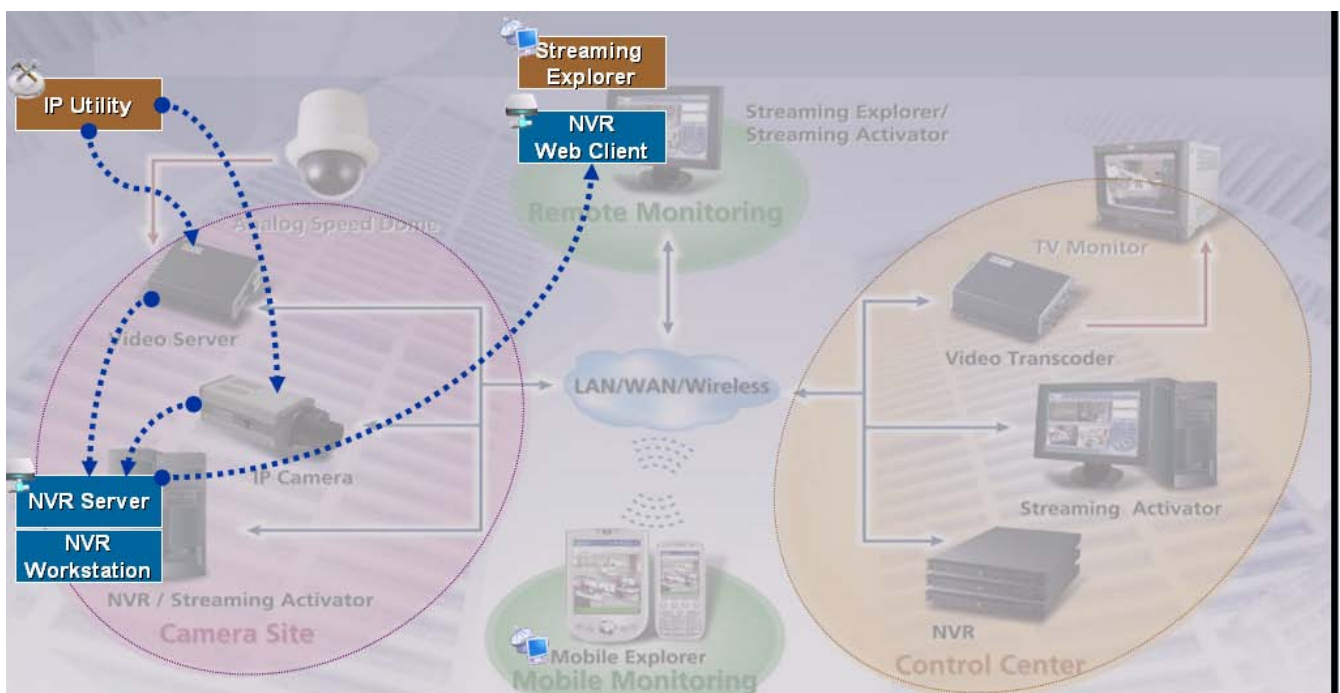 Streaming
Explorer
IP Utility
NVR
Web Client
Streaming Explorer/
Streaming Activator
Remote Monitoring
Analog Speed Dome
TV Monitor
Video Server
Video Transcoder
LAN/WAN/Wireless
IP Camera
NVR Server
NVR
Workstation
Streaming Activator
NVR / Streaming Activator
Camera Site
Mobile Explorer
Mobile Monitoring
NVR
Control Center